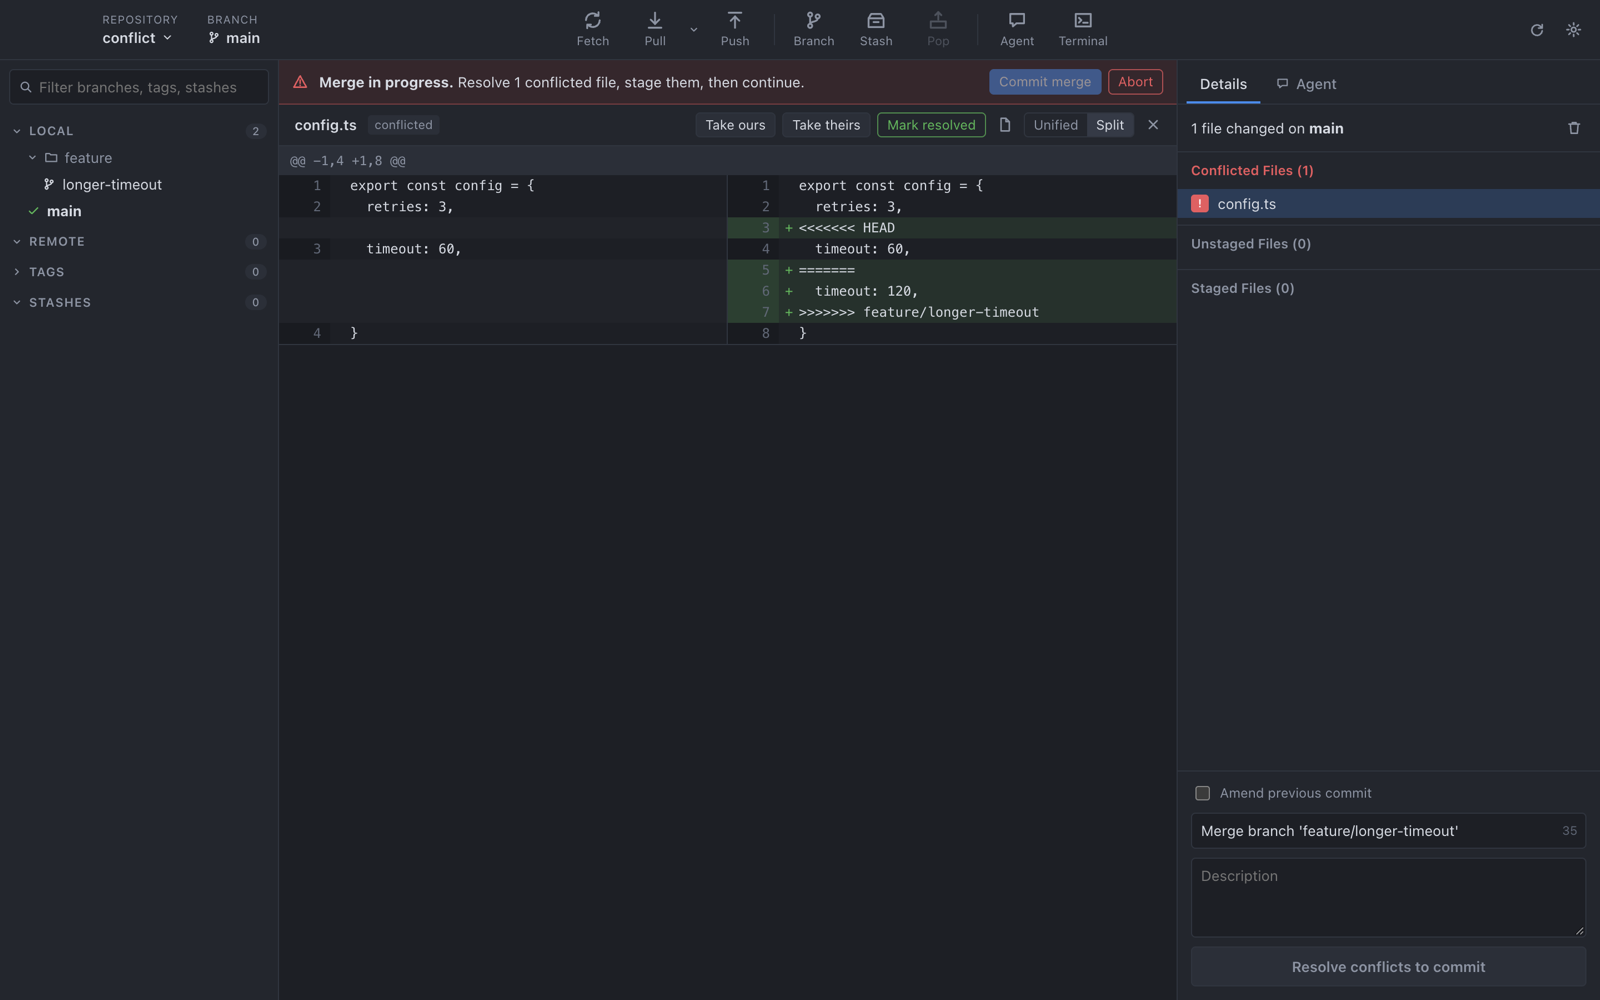 REPOSITORY
conflict
BRANCH
main
Fetch
Pull
Push
Branch
Stash
Pop
Agent
Terminal
Filter branches, tags, stashes
LOCAL 2
feature
longer-timeout
main
REMOTE 0
TAGS 0
STASHES 0
Merge in progress. Resolve 1 conflicted file, stage them, then continue.
Commit merge
Abort
config.ts conflicted
Take ours
Take theirs
Mark resolved
Unified
Split
@@ -1,4 +1,8 @@
1 export const config = {
2 retries: 3,
3 timeout: 60,
4 }
1 export const config = {
2 retries: 3,
3 + <<<<<<< HEAD
4 timeout: 60,
5 + =======
6 + timeout: 120,
7 + >>>>>>> feature/longer-timeout
8 }
Details
Agent
1 file changed on main
Conflicted Files (1)
! config.ts
Unstaged Files (0)
Staged Files (0)
Amend previous commit
Merge branch 'feature/longer-timeout' 35
Description
Resolve conflicts to commit